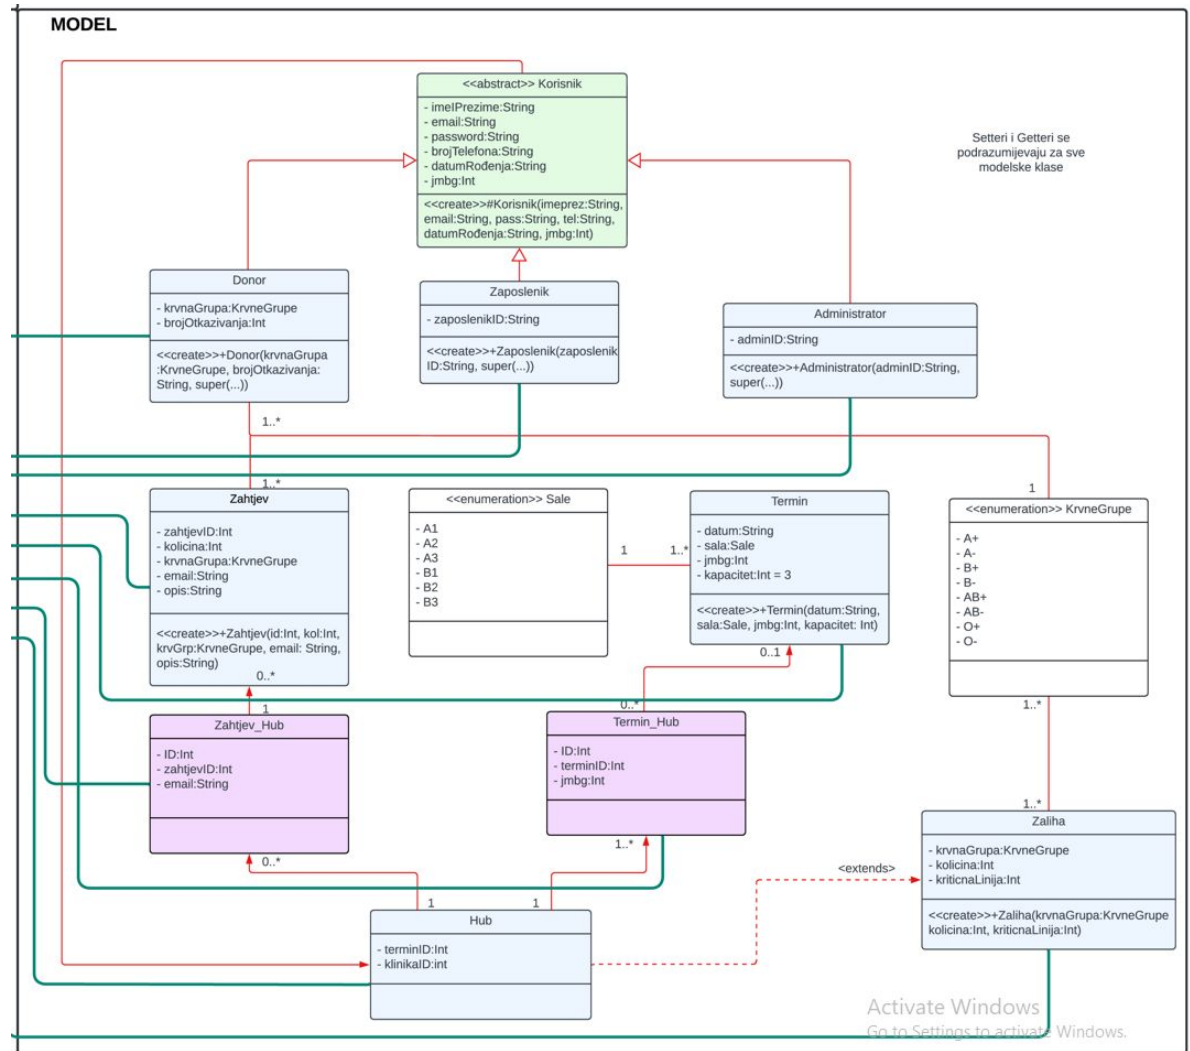 MODEL
<<abstract>> Korisnik
- imeIPrezime:String
- email:String
- password:String
- brojTelefona:String
- datumRođenja:String
- jmbg:Int
<<create>>#Korisnik(imeprez:String,
email:String, pass:String, tel:String,
datumRođenja:String, jmbg:Int)
Setteri i Getteri se
podrazumijevaju za sve
modelske klase
Donor
- krvnaGrupa:KrvneGrupe
- brojOtkazivanja:Int
<<create>>+Donor(krvnaGrupa
:KrvneGrupe, brojOtkazivanja:
String, super(...))
Zaposlenik
- zaposlenikID:String
<<create>>+Zaposlenik(zaposlenik
ID:String, super(...))
Administrator
- adminID:String
<<create>>+Administrator(adminID:String,
super(...))
1..*
1..*
1
Zahtjev
- zahtjevID:Int
- kolicina:Int
- krvnaGrupa:KrvneGrupe
- email:String
- opis:String
<<create>>+Zahtjev(id:Int, kol:Int,
krvGrp:KrvneGrupe, email: String,
opis:String)
0..*
<<enumeration>> Sale
- A1
- A2
- A3
- B1
- B2
- B3
1
1..*
Termin
- datum:String
- sala:Sale
- jmbg:Int
- kapacitet:Int = 3
<<create>>+Termin(datum:String,
sala:Sale, jmbg:Int, kapacitet: Int)
0..1
<<enumeration>> KrvneGrupe
- A+
- A-
- B+
- B-
- AB+
- AB-
- O+
- O-
1..*
1
Zahtjev_Hub
- ID:Int
- zahtjevID:Int
- email:String
0..*
0..*
Termin_Hub
- ID:Int
- terminID:Int
- jmbg:Int
1..*
1..*
Zaliha
- krvnaGrupa:KrvneGrupe
- kolicina:Int
- kriticnaLinija:Int
<<create>>+Zaliha(krvnaGrupa:KrvneGrupe
kolicina:Int, kriticnaLinija:Int)
<extends>
1
1
Hub
- terminID:Int
- klinikaID:int
Activate Windows
Go to Settings to activate Windows.